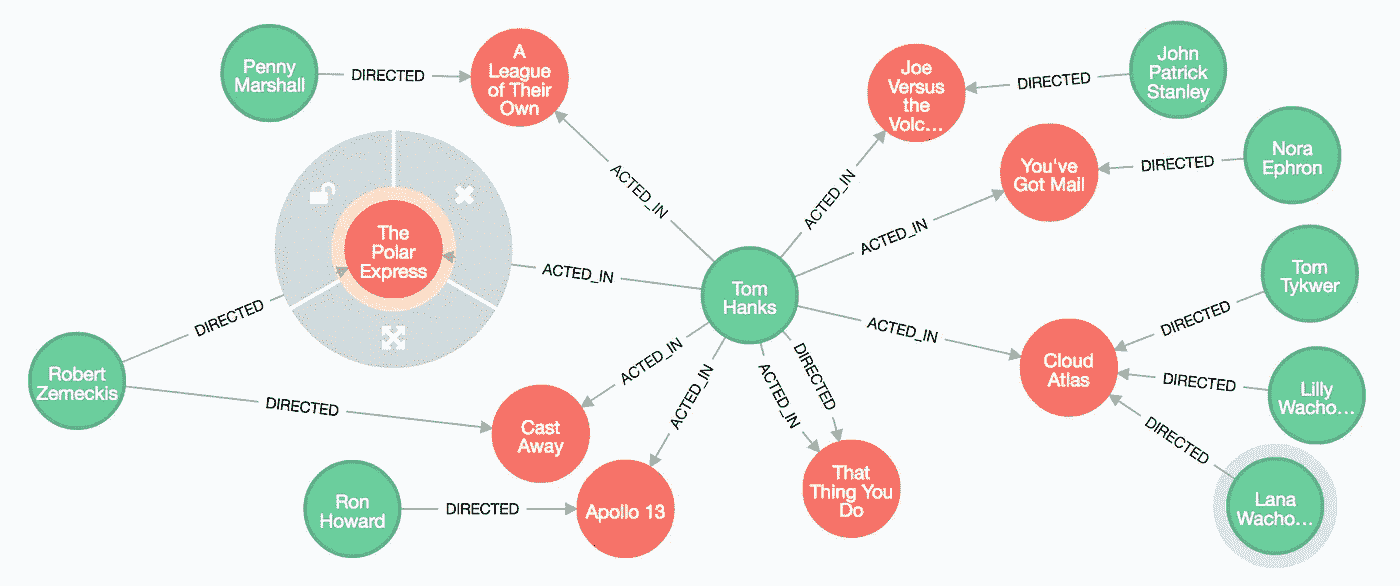 Penny
Marshall
DIRECTED
A
League
of Their
Own
Joe
Versus
the
Volc...
DIRECTED
John
Patrick
Stanley
You've
Got Mail
DIRECTED
Nora
Ephron
ACTED_IN
ACTED_IN
ACTED_IN
The
Polar
Express
ACTED_IN
Tom
Hanks
Tom
Tykwer
DIRECTED
DIRECTED
ACTED_IN
Robert
Zemeckis
DIRECTED
ACTED_IN
ACTED_IN
ACTED_IN
DIRECTED
Cloud
Atlas
DIRECTED
Lilly
Wacho...
Cast
Away
DIRECTED
Lana
Wacho...
Ron
Howard
DIRECTED
Apollo 13
That
Thing You
Do